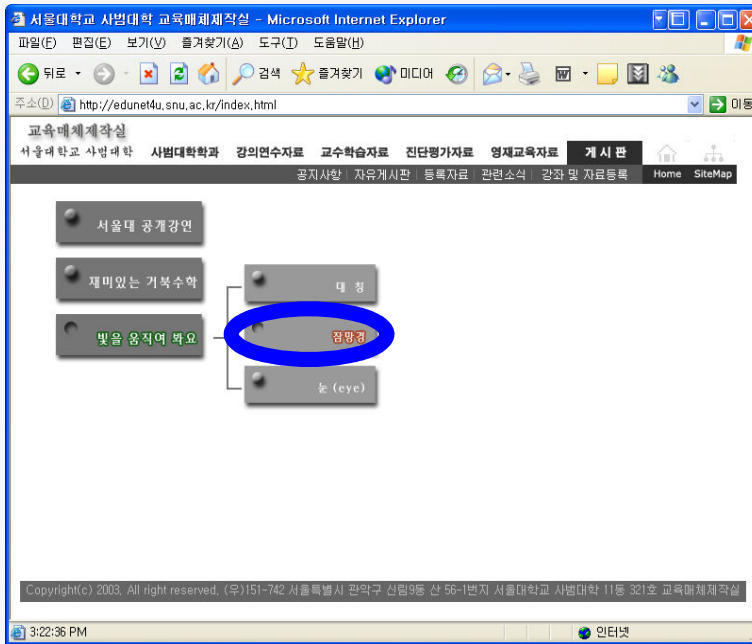 서울대학교 사범대학 교육매체제작실 - Microsoft Internet Explorer
파일(F) 편집(E) 보기(V) 즐겨찾기(A) 도구(T) 도움말(H)
뒤로 검색 즐겨찾기 미디어
주소(D) http://edunet4u.snu.ac.kr/index.html 이동
교육매체제작실
서울대학교 사범대학 사범대학학과 강의연수자료 교수학습자료 진단평가자료 영재교육자료 게시판
공지사항 | 자유게시판 | 등록자료 | 관련소식 | 강좌 및 자료등록 Home SiteMap
서울대 공개강연
재미있는 거북수학
대 칭
빛을 움직여 봐요
잠망경
눈 (eye)
Copyright(c) 2003, All right reserved, (우)151-742 서울특별시 관악구 신림9동 산 56-1번지 서울대학교 사범대학 11동 321호 교육매체제작실
3:22:36 PM 인터넷